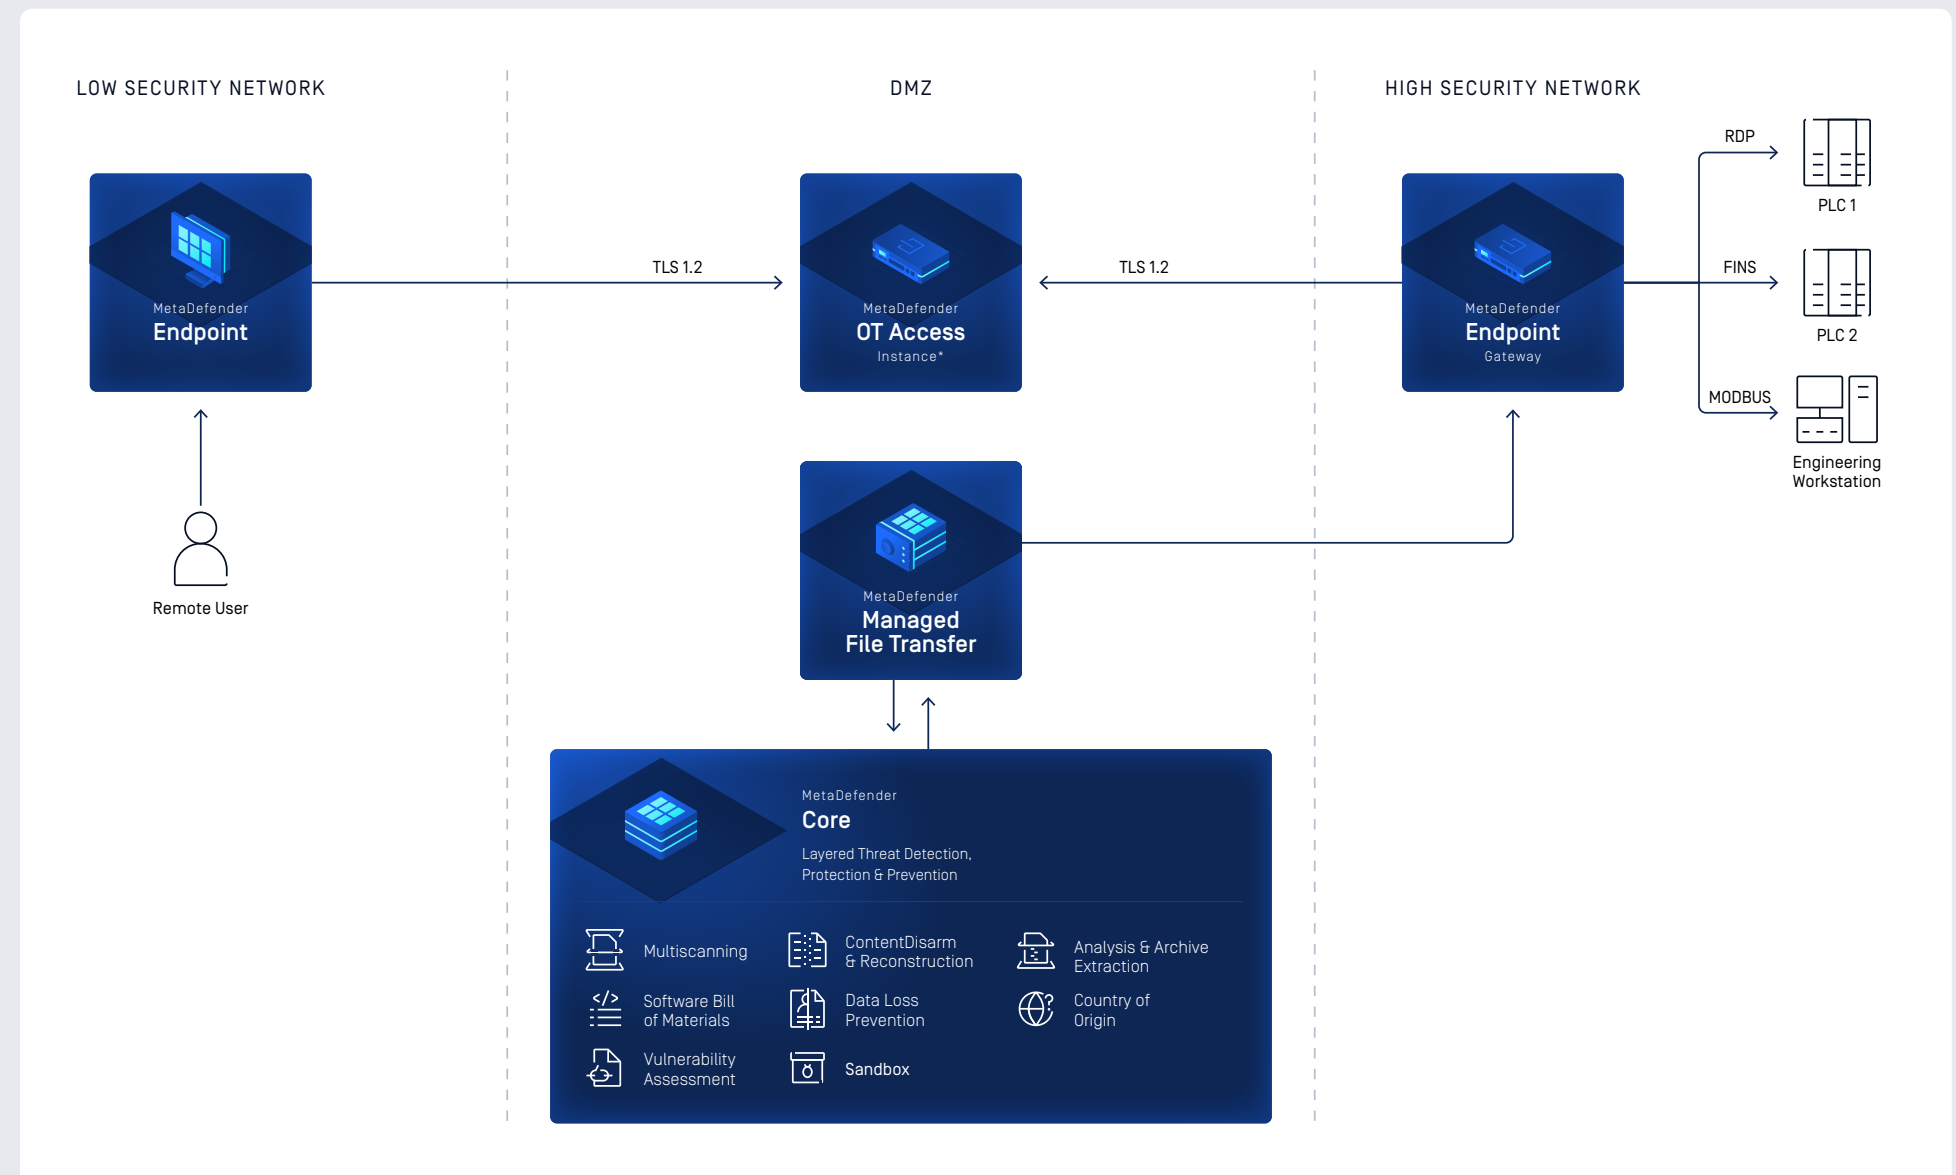 LOW SECURITY NETWORK
DMZ
HIGH SECURITY NETWORK
MetaDefender
Endpoint
Remote User
TLS 1.2
MetaDefender
OT Access
Instance*
TLS 1.2
MetaDefender
Endpoint
Gateway
RDP
PLC 1
FINS
PLC 2
MODBUS
Engineering
Workstation
MetaDefender
Managed
File Transfer
MetaDefender
Core
Layered Threat Detection,
Protection & Prevention
Multiscanning
ContentDisarm
& Reconstruction
Analysis & Archive
Extraction
Software Bill
of Materials
Data Loss
Prevention
Country of
Origin
Vulnerability
Assessment
Sandbox